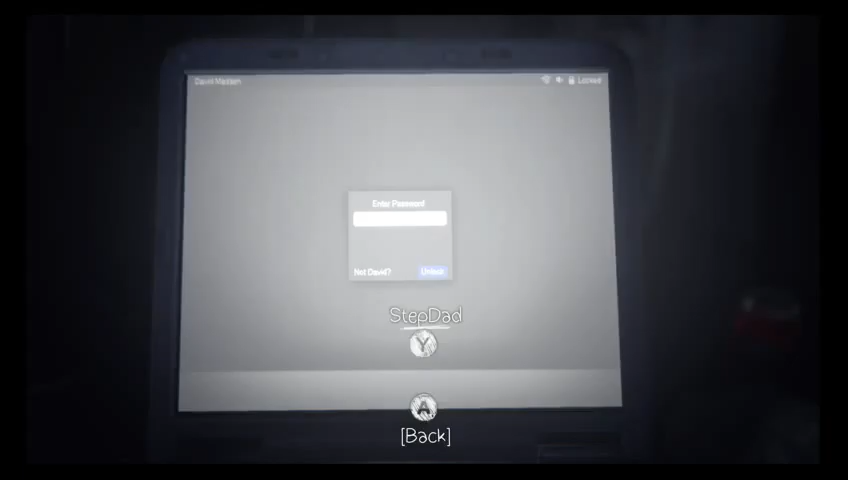 David Madsen
Locked
Enter Password
Not David?
Unlock
StepDad
Y
A
[Back]